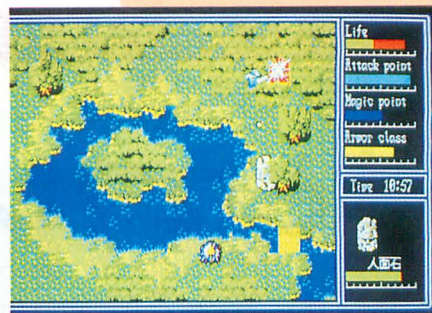 Life
Attack point
Magic point
Armor class
Time 10:57
人面石